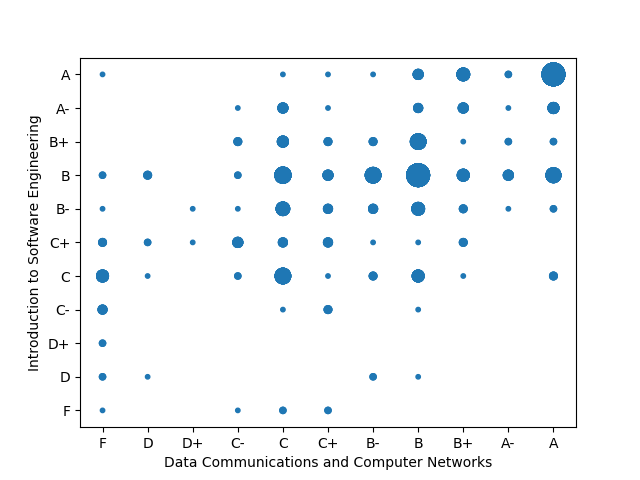 A
A-
B+
B
B-
C+
C
C-
D+
D
F
Introduction to Software Engineering
F D D+ C- C C+ B- B B+ A- A
Data Communications and Computer Networks